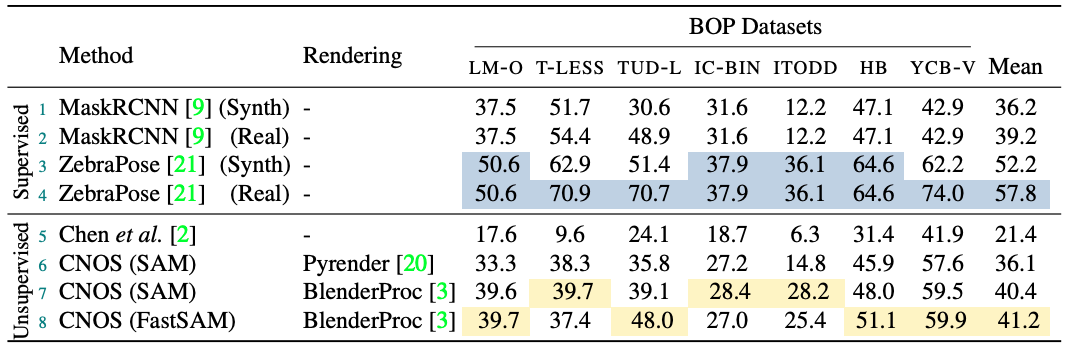 BOP Datasets
Method Rendering LM-O T-LESS TUD-L IC-BIN ITODD HB YCB-V Mean
Supervised
1 MaskRCNN [9] (Synth) - 37.5 51.7 30.6 31.6 12.2 47.1 42.9 36.2
2 MaskRCNN [9] (Real) - 37.5 54.4 48.9 31.6 12.2 47.1 42.9 39.2
3 ZebraPose [21] (Synth) - 50.6 62.9 51.4 37.9 36.1 64.6 62.2 52.2
4 ZebraPose [21] (Real) - 50.6 70.9 70.7 37.9 36.1 64.6 74.0 57.8
Unsupervised
5 Chen et al. [2] - 17.6 9.6 24.1 18.7 6.3 31.4 41.9 21.4
6 CNOS (SAM) Pyrender [20] 33.3 38.3 35.8 27.2 14.8 45.9 57.6 36.1
7 CNOS (SAM) BlenderProc [3] 39.6 39.7 39.1 28.4 28.2 48.0 59.5 40.4
8 CNOS (FastSAM) BlenderProc [3] 39.7 37.4 48.0 27.0 25.4 51.1 59.9 41.2